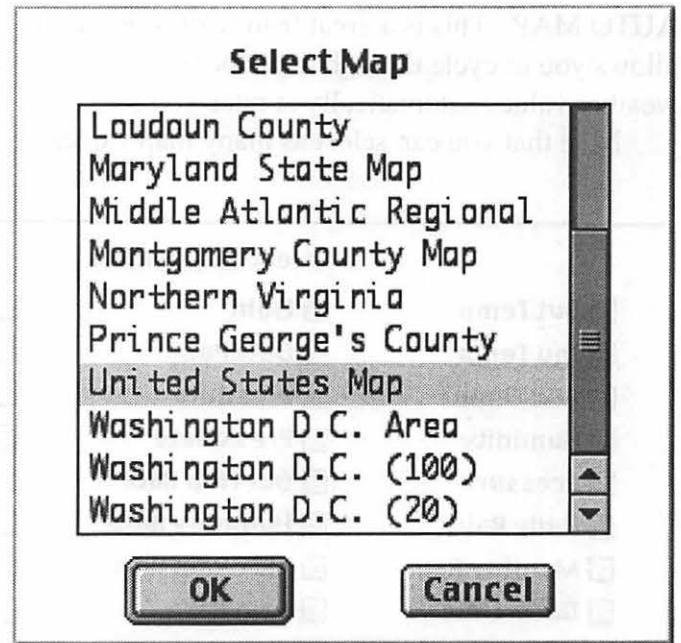 Select Map
Loudoun County
Maryland State Map
Middle Atlantic Regional
Montgomery County Map
Northern Virginia
Prince George's County
United States Map
Washington D.C. Area
Washington D.C. (100)
Washington D.C. (20)
OK
Cancel